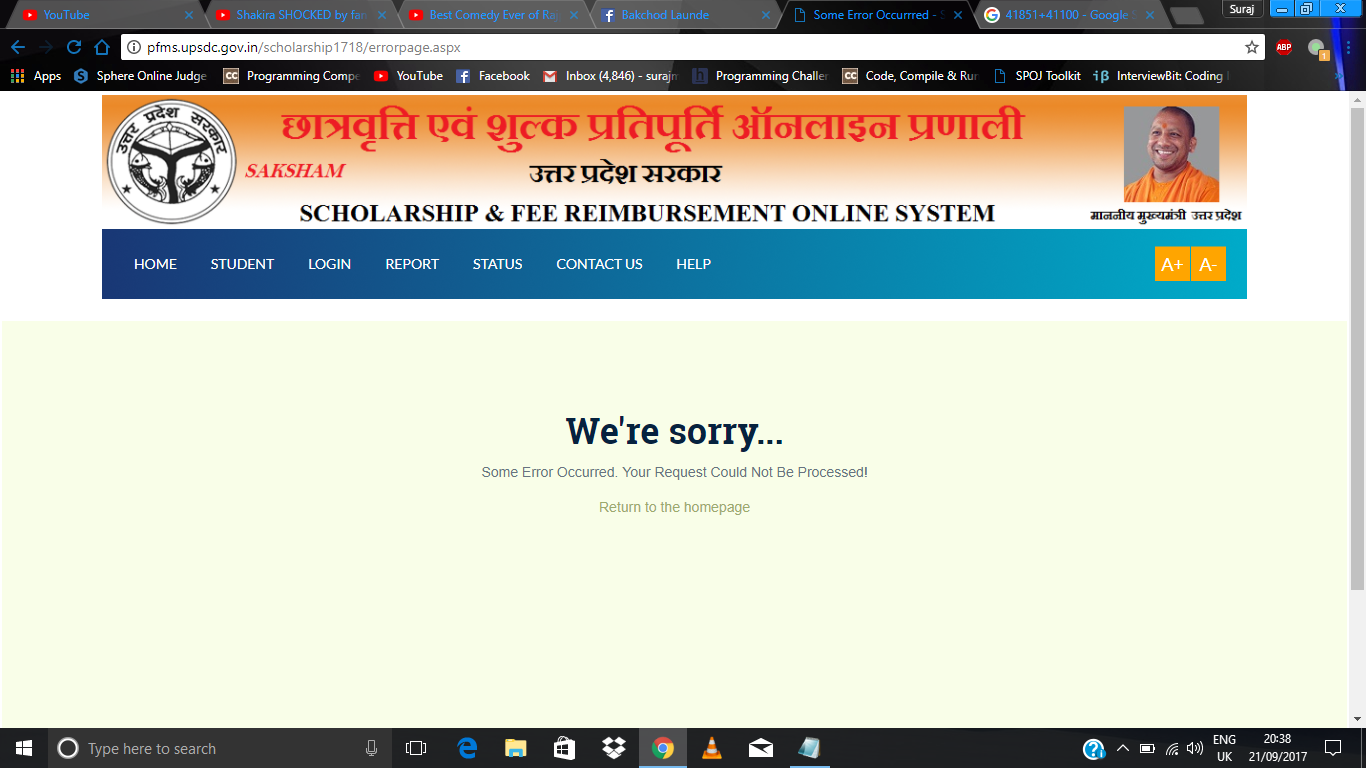 YouTube
Shakira SHOCKED by fan
Best Comedy Ever of Raj
Bakchod Launde
Some Error Occurrred - S
41851+41100 - Google S
Suraj
pfms.upsdc.gov.in/scholarship1718/errorpage.aspx
ABP
1
Apps
Sphere Online Judge
CC
Programming Compe
YouTube
Facebook
Inbox (4,846) - surajm
Programming Challen
CC
Code, Compile & Run
SPOJ Toolkit
InterviewBit: Coding I
उत्तर प्रदेश सरकार
छात्रवृत्ति एवं शुल्क प्रतिपूर्ति ऑनलाइन प्रणाली
SAKSHAM
उत्तर प्रदेश सरकार
SCHOLARSHIP & FEE REIMBURSEMENT ONLINE SYSTEM
माननीय मुख्यमंत्री उत्तर प्रदेश
HOME STUDENT LOGIN REPORT STATUS CONTACT US HELP
A+ A-
We're sorry...
Some Error Occurred. Your Request Could Not Be Processed!
Return to the homepage
Type here to search
ENG
UK
20:38
21/09/2017